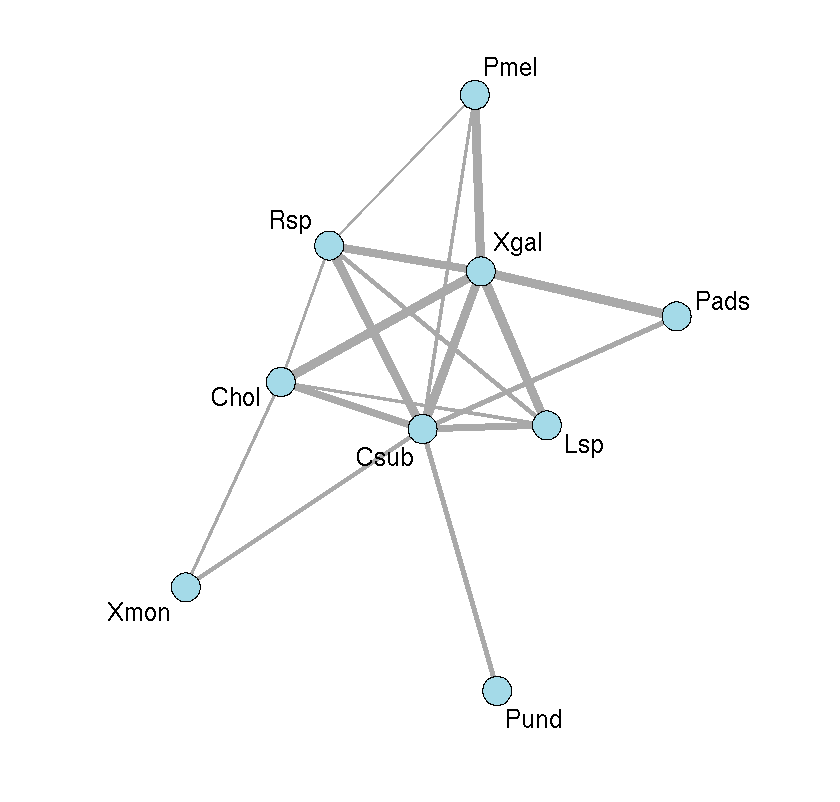 Pmel
Rsp
Xgal
Pads
Chol
Csub
Lsp
Xmon
Pund